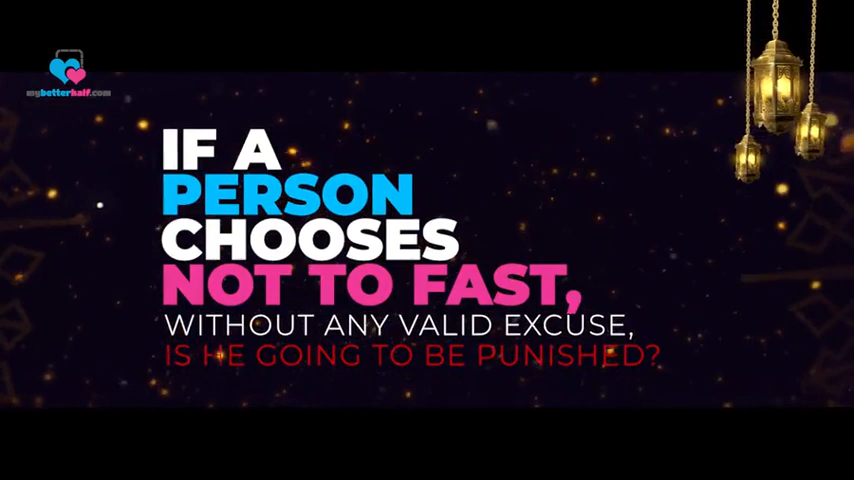 mybetterhalf.com
IF A
PERSON
CHOOSES
NOT TO FAST,
WITHOUT ANY VALID EXCUSE,
IS HE GOING TO BE PUNISHED?